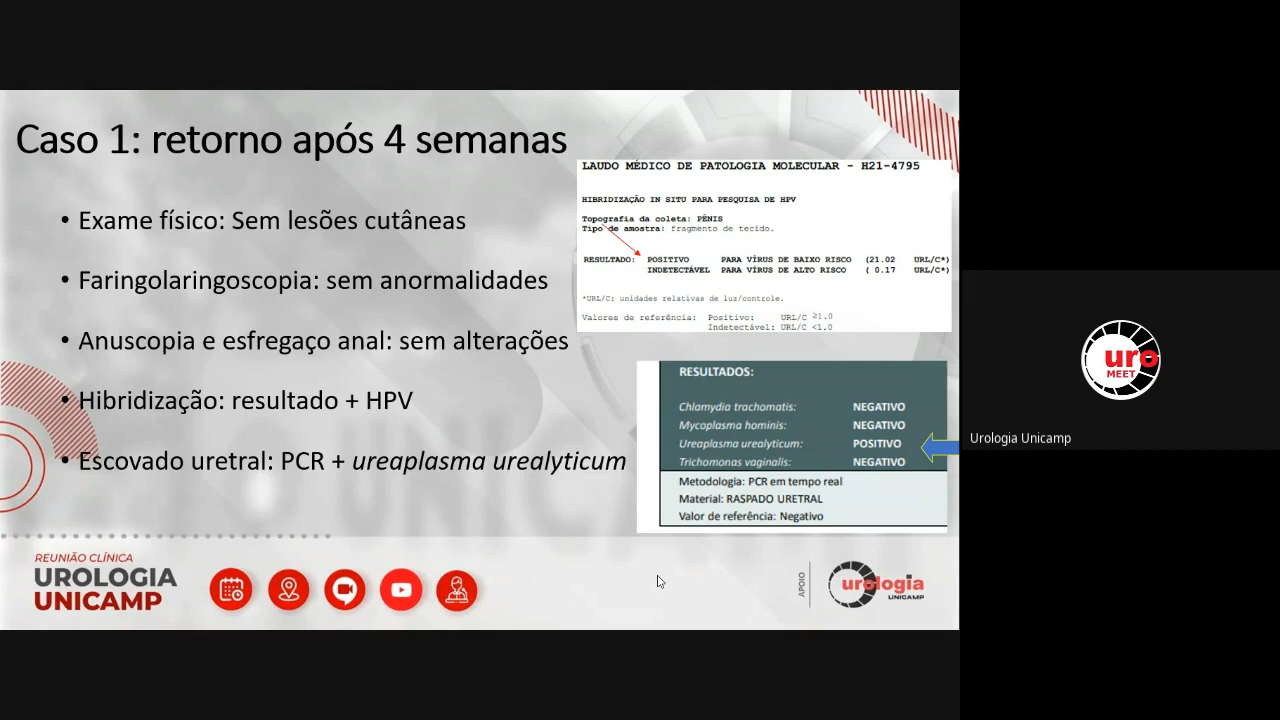 Caso 1: retorno após 4 semanas
• Exame físico: Sem lesões cutâneas
• Faringolaringoscopia: sem anormalidades
• Anuscopia e esfregaço anal: sem alterações
• Hibridização: resultado + HPV
• Escovado uretral: PCR + ureaplasma urealyticum
LAUDO MÉDICO DE PATOLOGIA MOLECULAR - H21-4795
HIBRIDIZAÇÃO IN SITU PARA PESQUISA DE HPV
Topografia da coleta: PÊNIS
Tipo de amostra: fragmento de tecido.
RESULTADO: POSITIVO PARA VÍRUS DE BAIXO RISCO (21.02 URL/C*)
INDETECTÁVEL PARA VÍRUS DE ALTO RISCO ( 0.17 URL/C*)
*URL/C: unidades relativas de luz/controle.
Valores de referência: Positivo: URL/C ≥1.0
Indetectável: URL/C <1.0
RESULTADOS:
Chlamydia trachomatis: NEGATIVO
Mycoplasma hominis: NEGATIVO
Ureaplasma urealyticum: POSITIVO
Trichomonas vaginalis: NEGATIVO
Metodologia: PCR em tempo real
Material: RASPADO URETRAL
Valor de referência: Negativo
REUNIÃO CLÍNICA
UROLOGIA
UNICAMP
APOIO
urologia
UNICAMP
uro
MEET
Urologia Unicamp